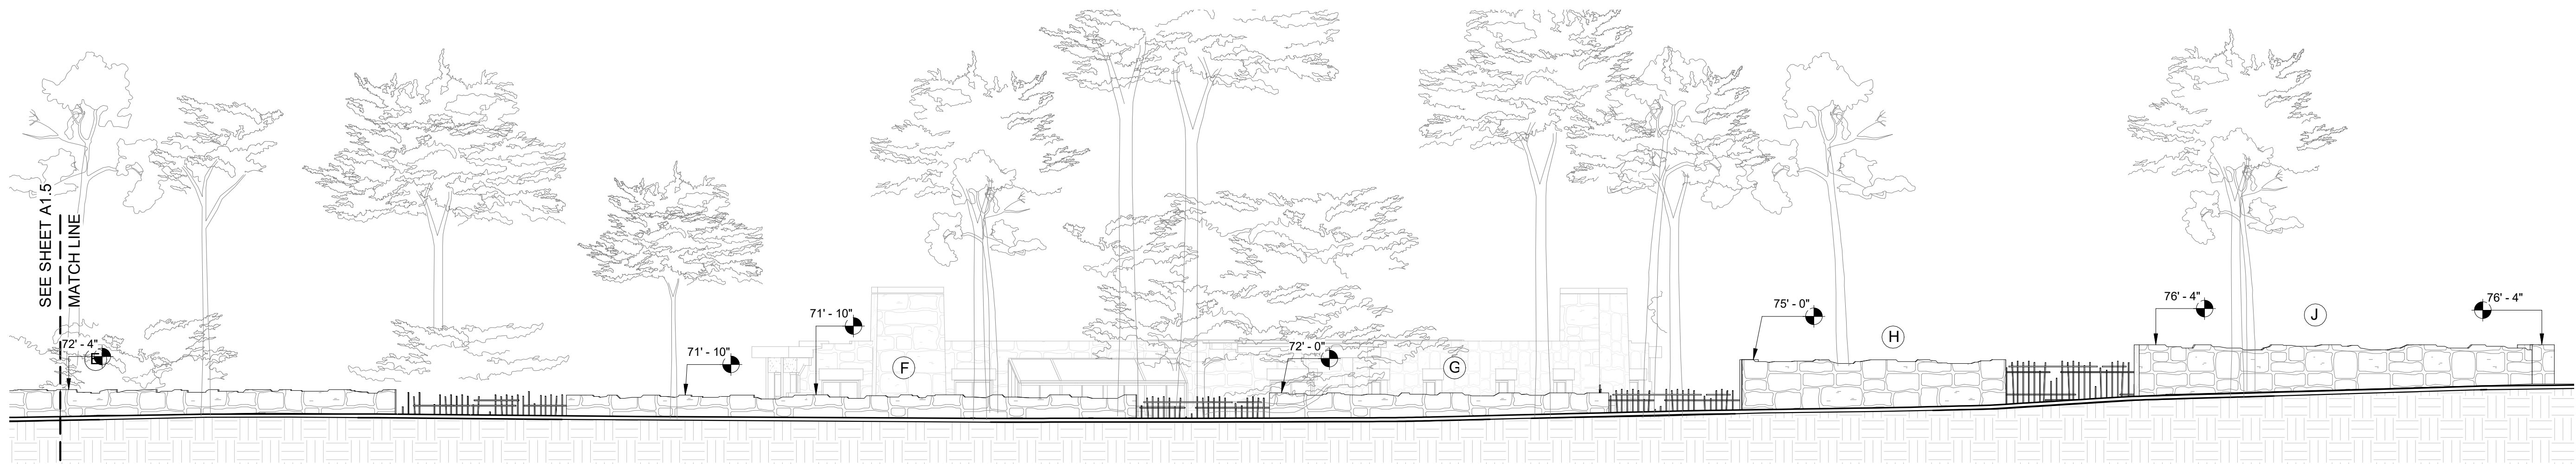 SEE SHEET A1.5
MATCH LINE
72' - 4"
E
71' - 10"
71' - 10"
F
72' - 0"
G
75' - 0"
H
76' - 4"
J
76' - 4"